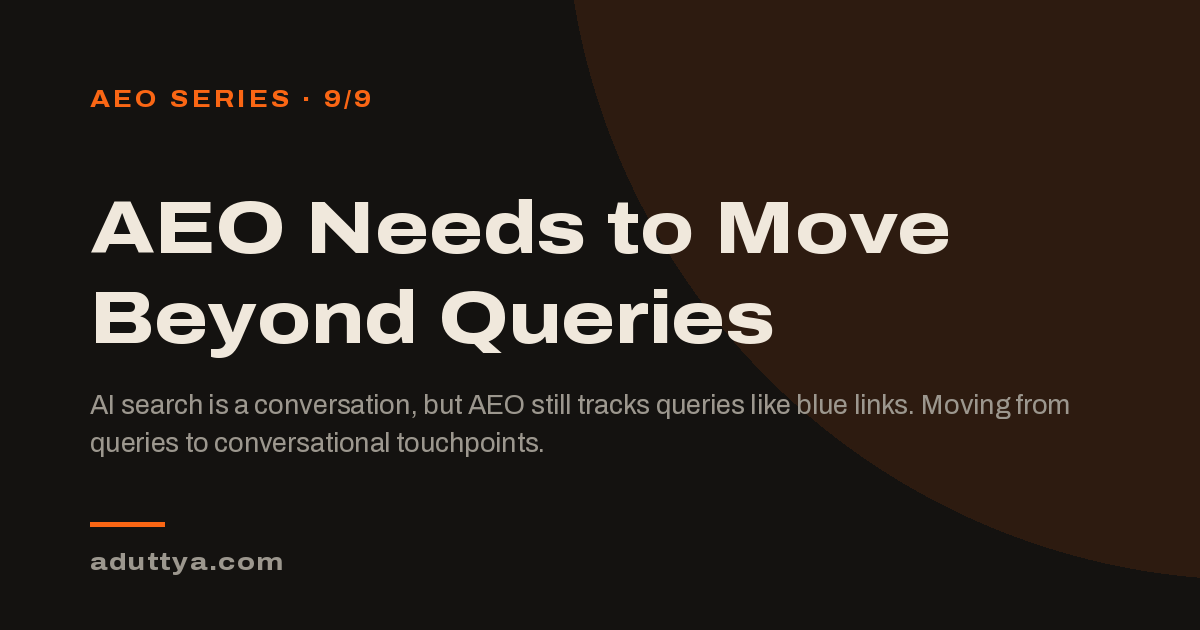 AEO SERIES · 9/9
AEO Needs to Move
Beyond Queries
AI search is a conversation, but AEO still tracks queries like blue links. Moving from
queries to conversational touchpoints.
aduttya.com